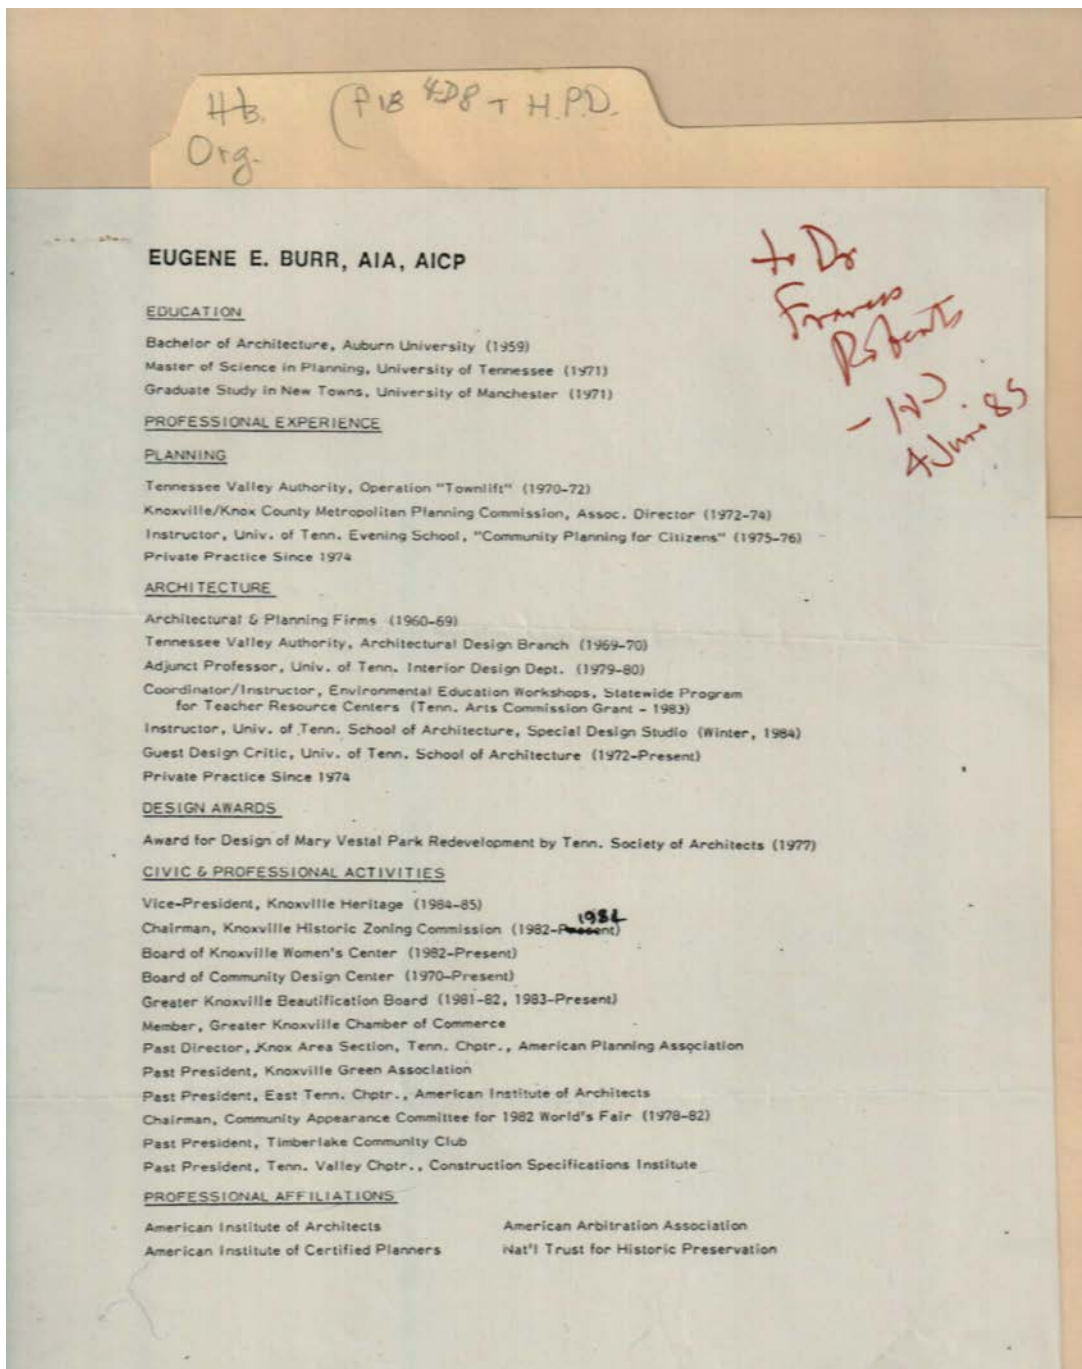 Hb.
Org.
H.P.D.
EUGENE E. BURR, AIA, AICP
to Dr
Frances
Roberts
4 June 85
EDUCATION
Bachelor of Architecture, Auburn University (1959)
Master of Science in Planning, University of Tennessee (1971)
Graduate Study in New Towns, University of Manchester (1971)
PROFESSIONAL EXPERIENCE
PLANNING
Tennessee Valley Authority, Operation "Townlift" (1970-72)
Knoxville/Knox County Metropolitan Planning Commission, Assoc. Director (1972-74)
Instructor, Univ. of Tenn. Evening School, "Community Planning for Citizens" (1975-76)
Private Practice Since 1974
ARCHITECTURE
Architectural & Planning Firms (1960-69)
Tennessee Valley Authority, Architectural Design Branch (1969-70)
Adjunct Professor, Univ. of Tenn. Interior Design Dept. (1979-80)
Coordinator/Instructor, Environmental Education Workshops, Statewide Program
for Teacher Resource Centers (Tenn. Arts Commission Grant - 1983)
Instructor, Univ. of Tenn. School of Architecture, Special Design Studio (Winter, 1984)
Guest Design Critic, Univ. of Tenn. School of Architecture (1972-Present)
Private Practice Since 1974
DESIGN AWARDS
Award for Design of Mary Vestal Park Redevelopment by Tenn. Society of Architects (1977)
CIVIC & PROFESSIONAL ACTIVITIES
Vice-President, Knoxville Heritage (1984-85)
1984
Chairman, Knoxville Historic Zoning Commission (1982-Present)
Board of Knoxville Women's Center (1982-Present)
Board of Community Design Center (1970-Present)
Greater Knoxville Beautification Board (1981-82, 1983-Present)
Member, Greater Knoxville Chamber of Commerce
Past Director, Knox Area Section, Tenn. Chptr., American Planning Association
Past President, Knoxville Green Association
Past President, East Tenn. Chptr., American Institute of Architects
Chairman, Community Appearance Committee for 1982 World's Fair (1978-82)
Past President, Timberlake Community Club
Past President, Tenn. Valley Chptr., Construction Specifications Institute
PROFESSIONAL AFFILIATIONS
American Institute of Architects American Arbitration Association
American Institute of Certified Planners Nat'l Trust for Historic Preservation